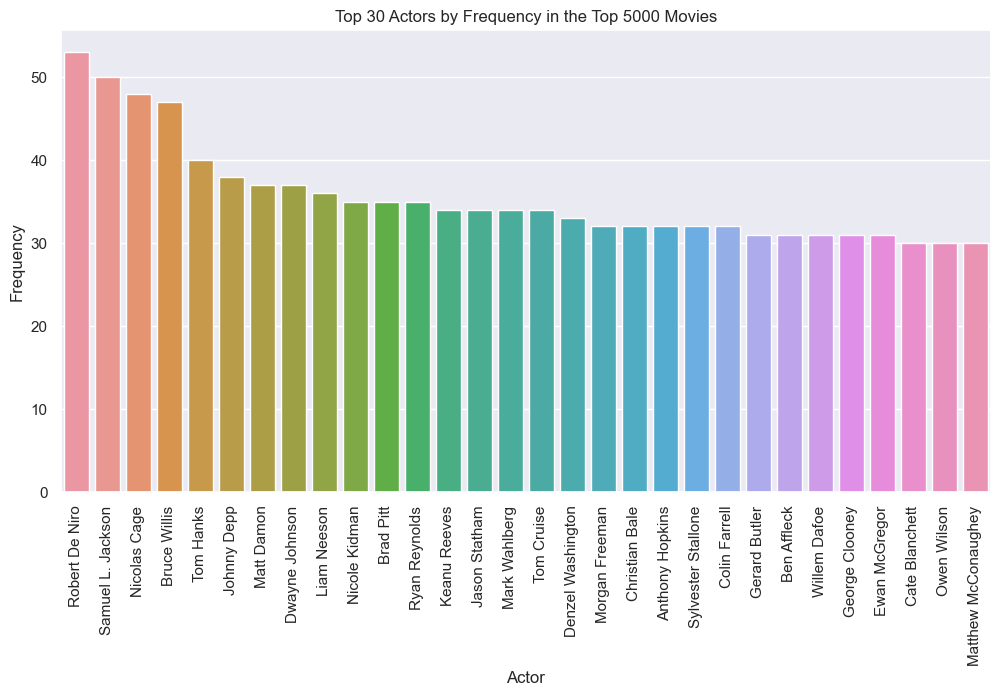 Top 30 Actors by Frequency in the Top 5000 Movies
Frequency
50
40
30
20
10
0
Robert De Niro
Samuel L. Jackson
Nicolas Cage
Bruce Willis
Tom Hanks
Johnny Depp
Matt Damon
Dwayne Johnson
Liam Neeson
Nicole Kidman
Brad Pitt
Ryan Reynolds
Keanu Reeves
Jason Statham
Mark Wahlberg
Tom Cruise
Denzel Washington
Morgan Freeman
Christian Bale
Anthony Hopkins
Sylvester Stallone
Colin Farrell
Gerard Butler
Ben Affleck
Willem Dafoe
George Clooney
Ewan McGregor
Cate Blanchett
Owen Wilson
Matthew McConaughey
Actor